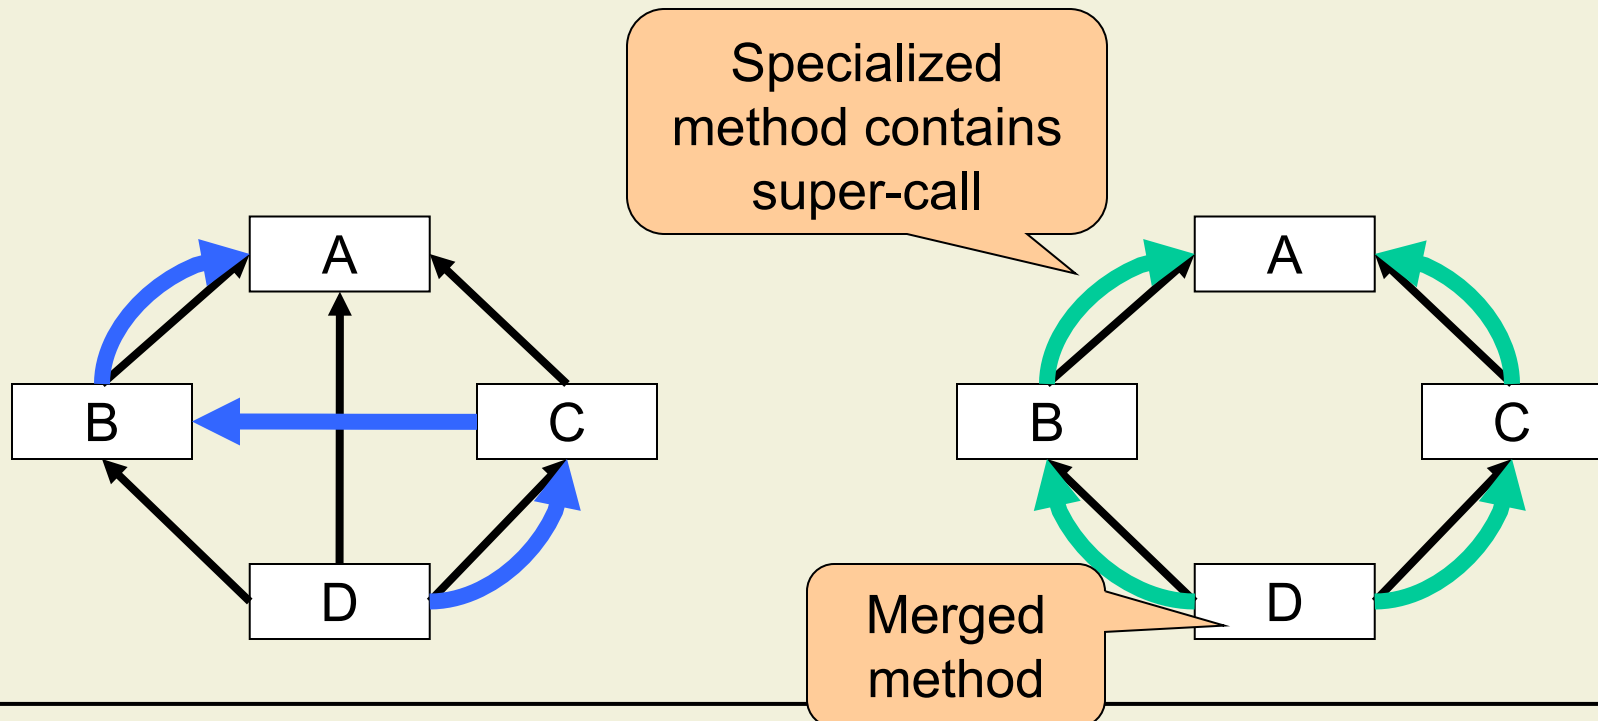 Specialized
method contains
super-call
A
B
C
D
A
B
C
D
Merged
method